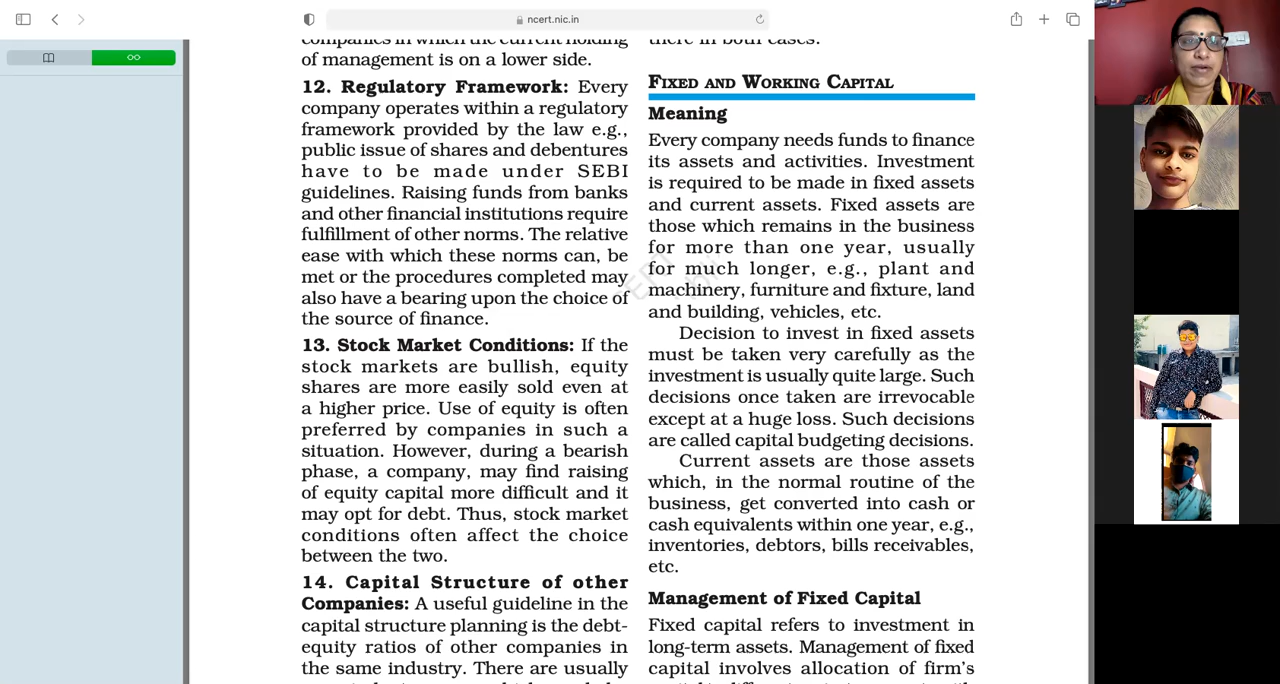 ncert.nic.in
companies in which the current holding
of management is on a lower side.
12. Regulatory Framework: Every
company operates within a regulatory
framework provided by the law e.g.,
public issue of shares and debentures
have to be made under SEBI
guidelines. Raising funds from banks
and other financial institutions require
fulfillment of other norms. The relative
ease with which these norms can, be
met or the procedures completed may
also have a bearing upon the choice of
the source of finance.
13. Stock Market Conditions: If the
stock markets are bullish, equity
shares are more easily sold even at
a higher price. Use of equity is often
preferred by companies in such a
situation. However, during a bearish
phase, a company, may find raising
of equity capital more difficult and it
may opt for debt. Thus, stock market
conditions often affect the choice
between the two.
14. Capital Structure of other
Companies: A useful guideline in the
capital structure planning is the debt-
equity ratios of other companies in
the same industry. There are usually
there in both cases.
FIXED AND WORKING CAPITAL
Meaning
Every company needs funds to finance
its assets and activities. Investment
is required to be made in fixed assets
and current assets. Fixed assets are
those which remains in the business
for more than one year, usually
for much longer, e.g., plant and
machinery, furniture and fixture, land
and building, vehicles, etc.
Decision to invest in fixed assets
must be taken very carefully as the
investment is usually quite large. Such
decisions once taken are irrevocable
except at a huge loss. Such decisions
are called capital budgeting decisions.
Current assets are those assets
which, in the normal routine of the
business, get converted into cash or
cash equivalents within one year, e.g.,
inventories, debtors, bills receivables,
etc.
Management of Fixed Capital
Fixed capital refers to investment in
long-term assets. Management of fixed
capital involves allocation of firm's